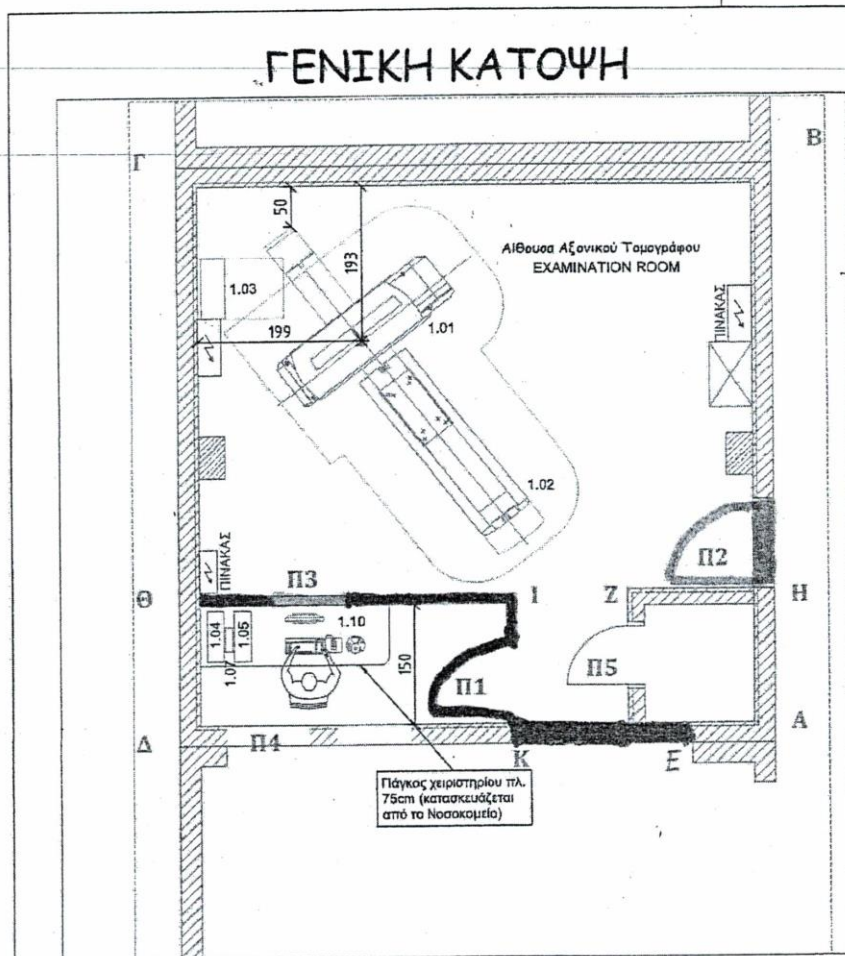 ΓΕΝΙΚΗ ΚΑΤΟΨΗ
Β
Γ
50
193
Αίθουσα Αξονικού Τομογράφου
EXAMINATION ROOM
1.03
ΠΙΝΑΚΑΣ
199
1.01
1.02
Π2
ΠΙΝΑΚΑΣ
Π3
Θ
Ι
Ζ
Η
1.04
1.05
1.10
1.07
150
Π1
Π5
Α
Δ
Π4
Κ
Ε
Πάγκος χειριστηρίου πλ.
75cm (κατασκευάζεται
από το Νοσοκομείο)